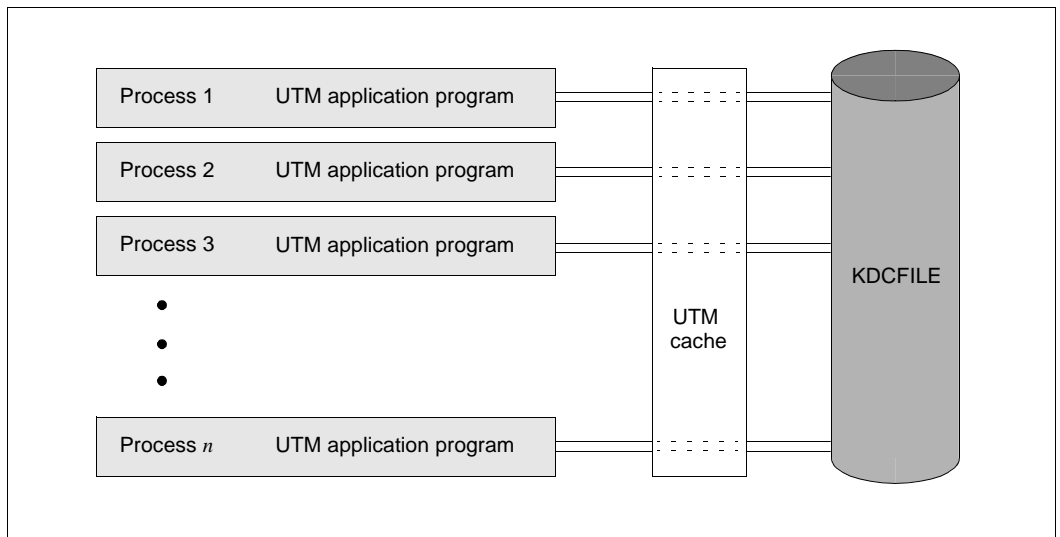 Process 1 UTM application program
Process 2 UTM application program
Process 3 UTM application program
KDCFILE
UTM
cache
Process n UTM application program